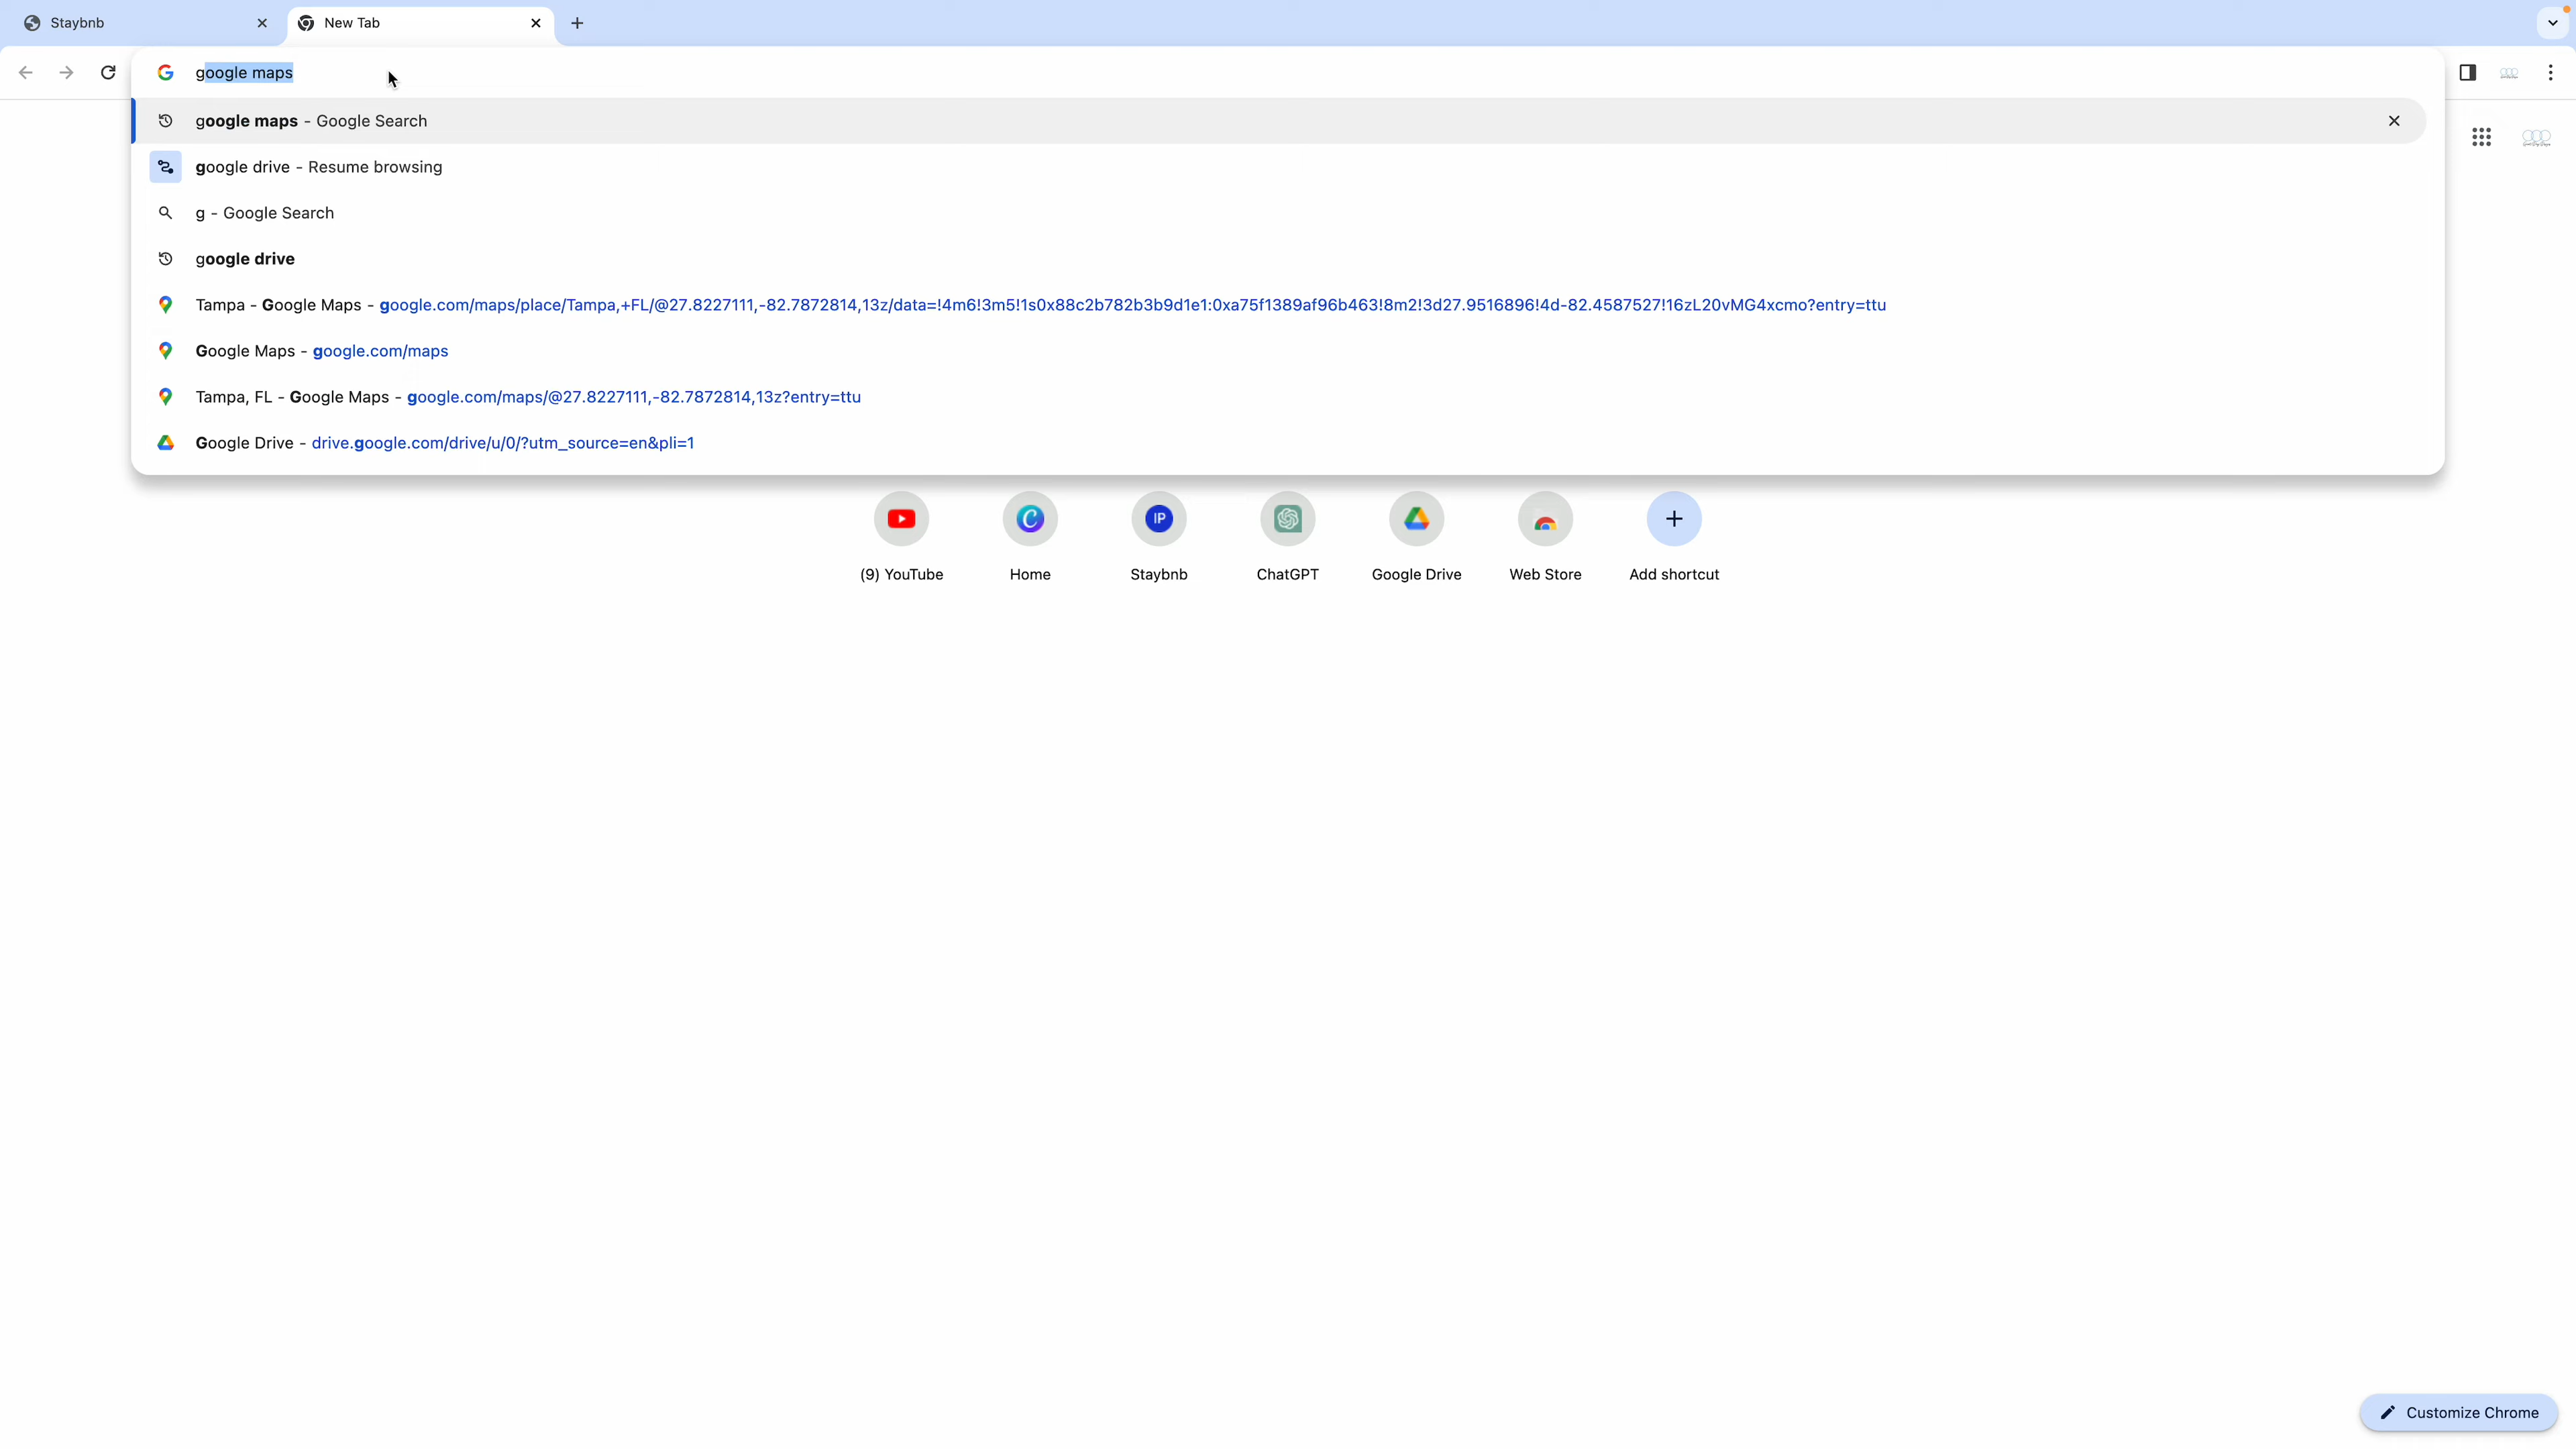 Staybnb
New Tab
google maps
google maps - Google Search
google drive - Resume browsing
g - Google Search
google drive
Tampa - Google Maps - google.com/maps/place/Tampa,+FL/@27.8227111,-82.7872814,13z/data=!4m6!3m5!1s0x88c2b782b3b9d1e1:0xa75f1389af96b463!8m2!3d27.9516896!4d-82.4587527!16zL20vMG4xcmo?entry=ttu
Google Maps - google.com/maps
Tampa, FL - Google Maps - google.com/maps/@27.8227111,-82.7872814,13z?entry=ttu
Google Drive - drive.google.com/drive/u/0/?utm_source=en&pli=1
IP
(9) YouTube
Home
Staybnb
ChatGPT
Google Drive
Web Store
Add shortcut
Customize Chrome